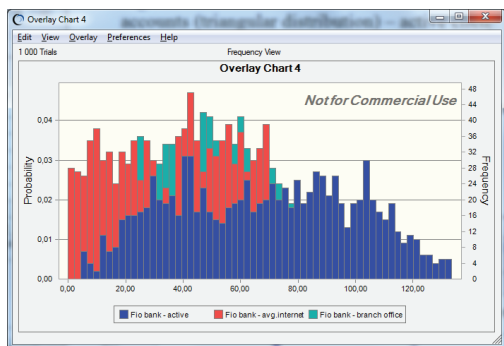 Overlay Chart 4
accounts (triangular distribution) – active
Edit View Overlay Preferences Help
1 000 Trials
Frequency View
Overlay Chart 4
Not for Commercial Use
Probability
0,04
0,03
0,02
0,01
0,00
48
44
40
36
32
28
24
20
16
12
8
4
0
Frequency
0,00 20,00 40,00 60,00 80,00 100,00 120,00
Fio bank - active Fio bank - avg.internet Fio bank - branch office